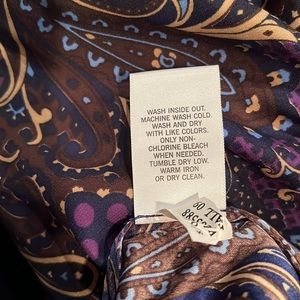 WASH INSIDE OUT.
MACHINE WASH COLD.
WASH AND DRY
WITH LIKE COLORS.
ONLY NON-
CHLORINE BLEACH
WHEN NEEDED.
TUMBLE DRY LOW.
WARM IRON
OR DRY CLEAN.